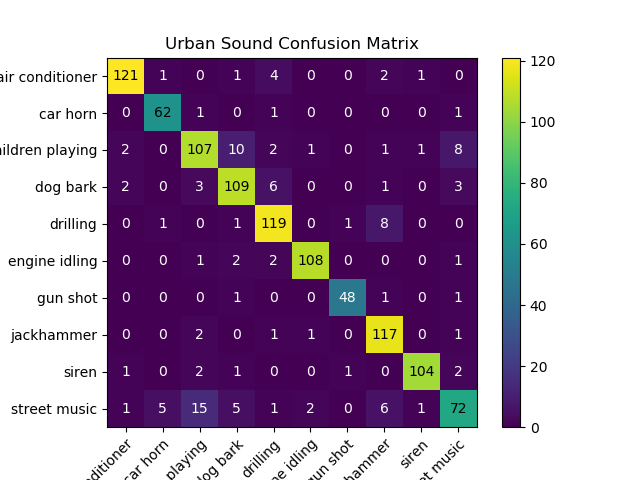 Urban Sound Confusion Matrix
air conditioner 121 1 0 1 4 0 0 2 1 0
car horn 0 62 1 0 1 0 0 0 0 1
ildren playing 2 0 107 10 2 1 0 1 1 8
dog bark 2 0 3 109 6 0 0 1 0 3
drilling 0 1 0 1 119 0 1 8 0 0
engine idling 0 0 1 2 2 108 0 0 0 1
gun shot 0 0 0 1 0 0 48 1 0 1
jackhammer 0 0 2 0 1 1 0 117 0 1
siren 1 0 2 1 0 0 1 0 104 2
street music 1 5 15 5 1 2 0 6 1 72
nditioner
car horn
playing
dog bark
drilling
ne idling
gun shot
hammer
siren
et music
120
100
80
60
40
20
0